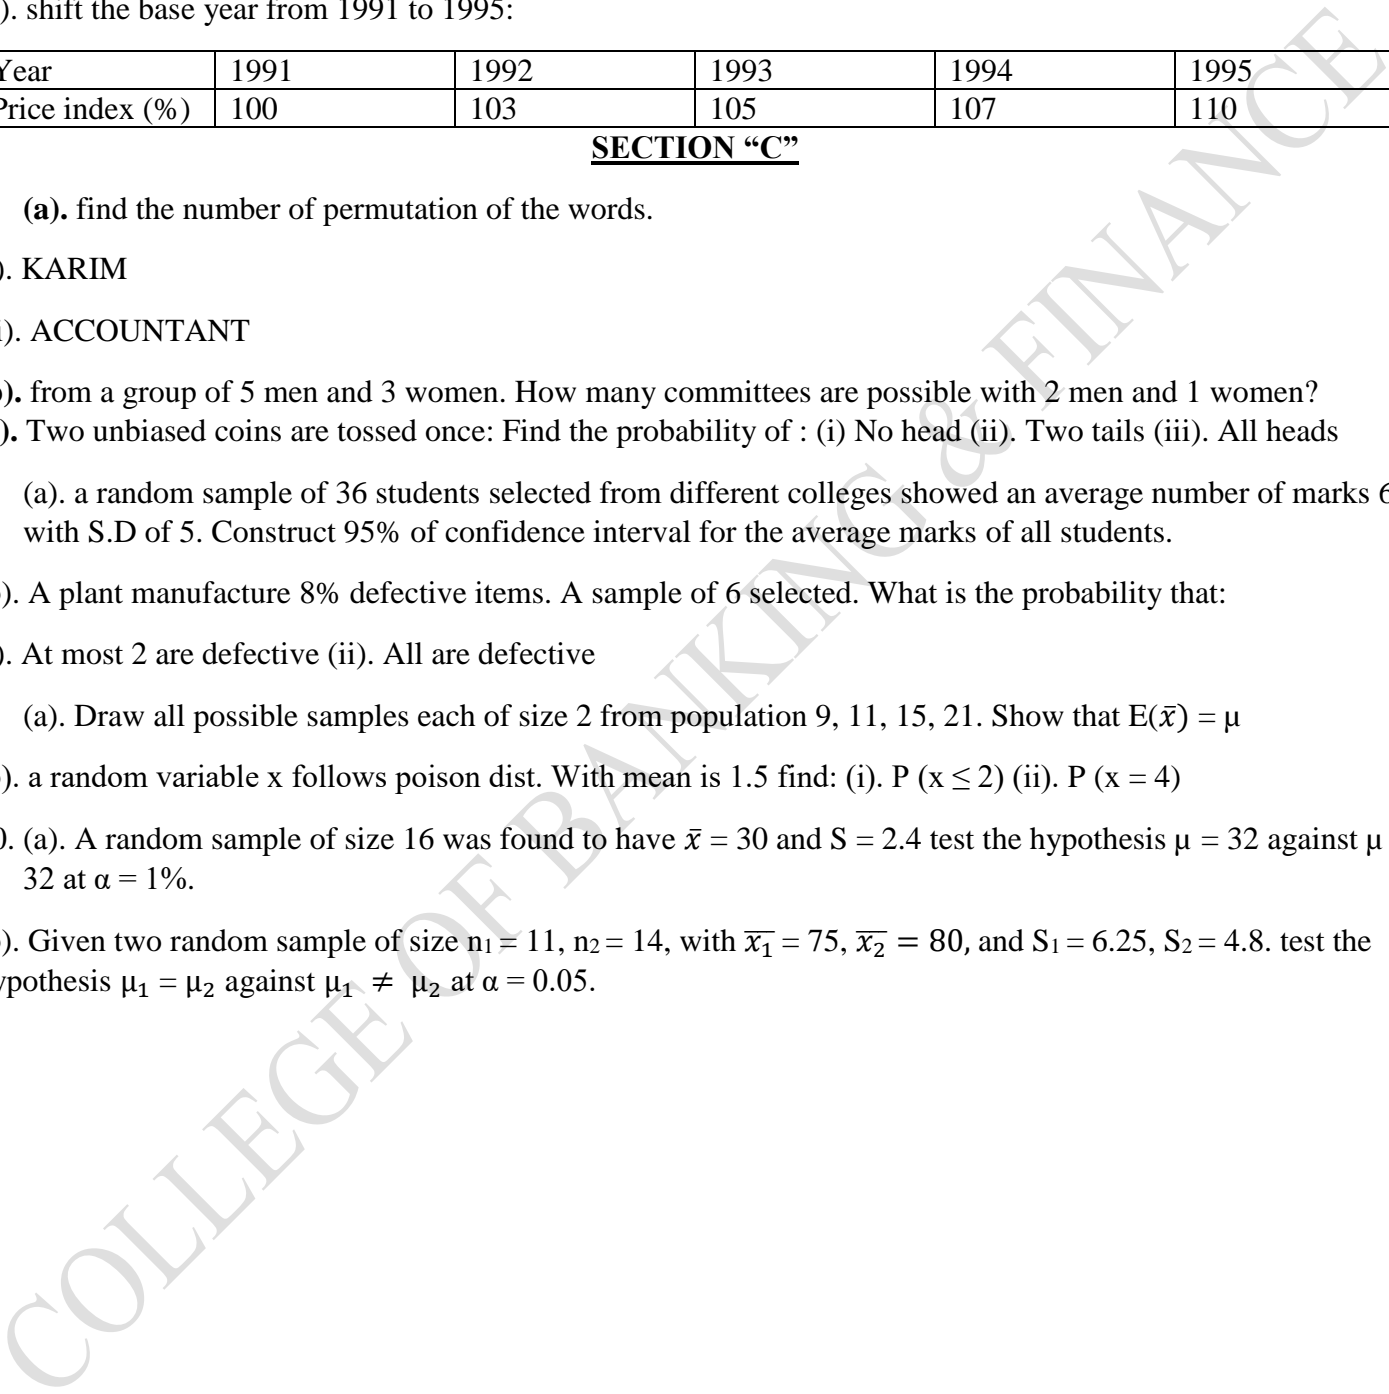 ). shift the base year from 1991 to 1995:
Year 1991 1992 1993 1994 1995
Price index (%) 100 103 105 107 110
SECTION “C”
(a). find the number of permutation of the words.
). KARIM
i). ACCOUNTANT
). from a group of 5 men and 3 women. How many committees are possible with 2 men and 1 women?
). Two unbiased coins are tossed once: Find the probability of : (i) No head (ii). Two tails (iii). All heads
(a). a random sample of 36 students selected from different colleges showed an average number of marks 6
with S.D of 5. Construct 95% of confidence interval for the average marks of all students.
). A plant manufacture 8% defective items. A sample of 6 selected. What is the probability that:
). At most 2 are defective (ii). All are defective
(a). Draw all possible samples each of size 2 from population 9, 11, 15, 21. Show that E(x̄) = μ
). a random variable x follows poison dist. With mean is 1.5 find: (i). P (x ≤ 2) (ii). P (x = 4)
0. (a). A random sample of size 16 was found to have x̄ = 30 and S = 2.4 test the hypothesis μ = 32 against μ
32 at α = 1%.
). Given two random sample of size n₁ = 11, n₂ = 14, with x̄₁ = 75, x̄₂ = 80, and S₁ = 6.25, S₂ = 4.8. test the
ypothesis μ₁ = μ₂ against μ₁ ≠ μ₂ at α = 0.05.
COLLEGE OF BANKING & FINANCE